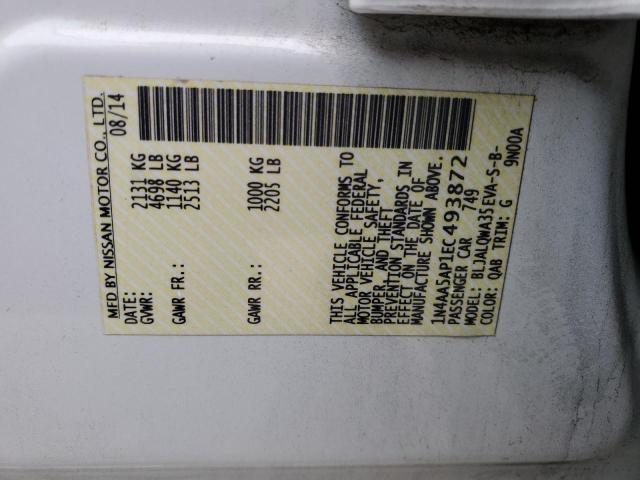 MFD BY NISSAN MOTOR CO., LTD.
DATE: 08/14
GVWR: 2131 KG
4698 LB
GAWR FR.: 1140 KG
2513 LB
GAWR RR.: 1000 KG
2205 LB
THIS VEHICLE CONFORMS TO
ALL APPLICABLE FEDERAL
MOTOR VEHICLE SAFETY,
BUMPER, AND THEFT
PREVENTION STANDARDS IN
EFFECT ON THE DATE OF
MANUFACTURE SHOWN ABOVE.
1N4AA5AP1EC493872
PASSENGER CAR 749
MODEL: BLJALQWA35EVA-S-B-
COLOR: QAB TRIM: G 9N00A